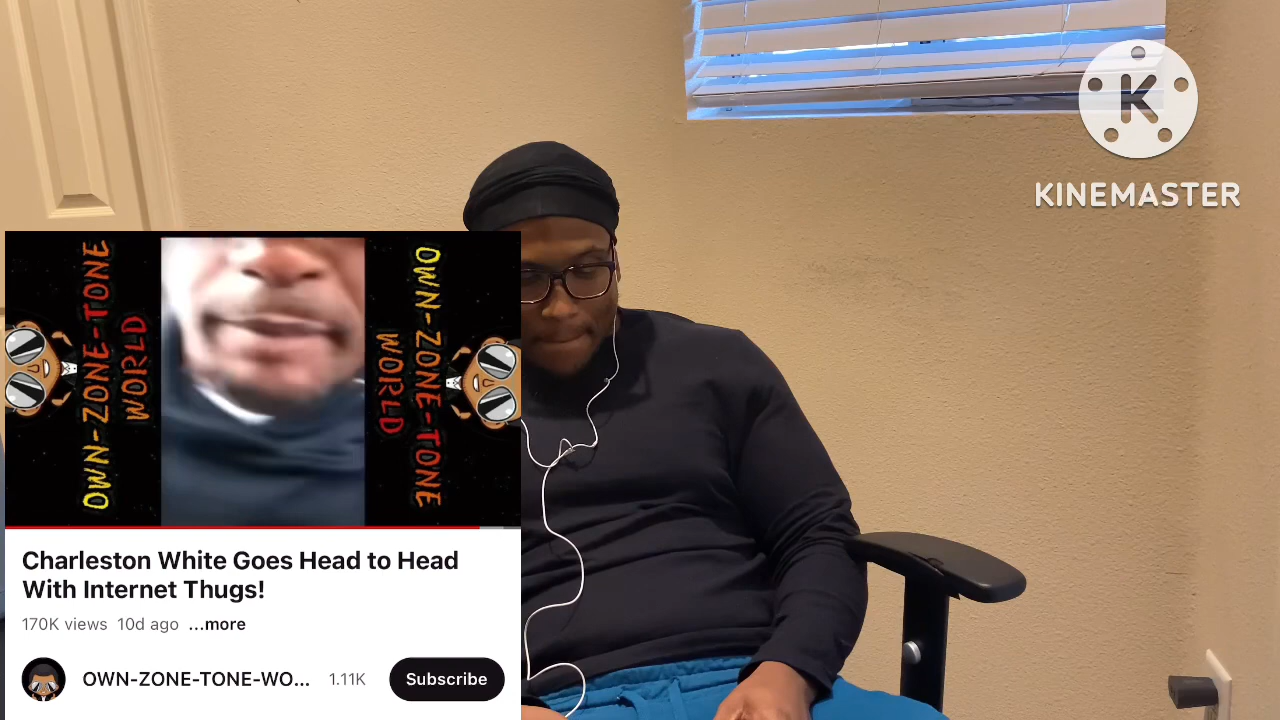 K
KINEMASTER
OWN-ZONE-TONE
WORLD
OWN-ZONE-TONE
WORLD
Charleston White Goes Head to Head
With Internet Thugs!
170K views 10d ago ...more
OWN-ZONE-TONE-WO... 1.11K Subscribe